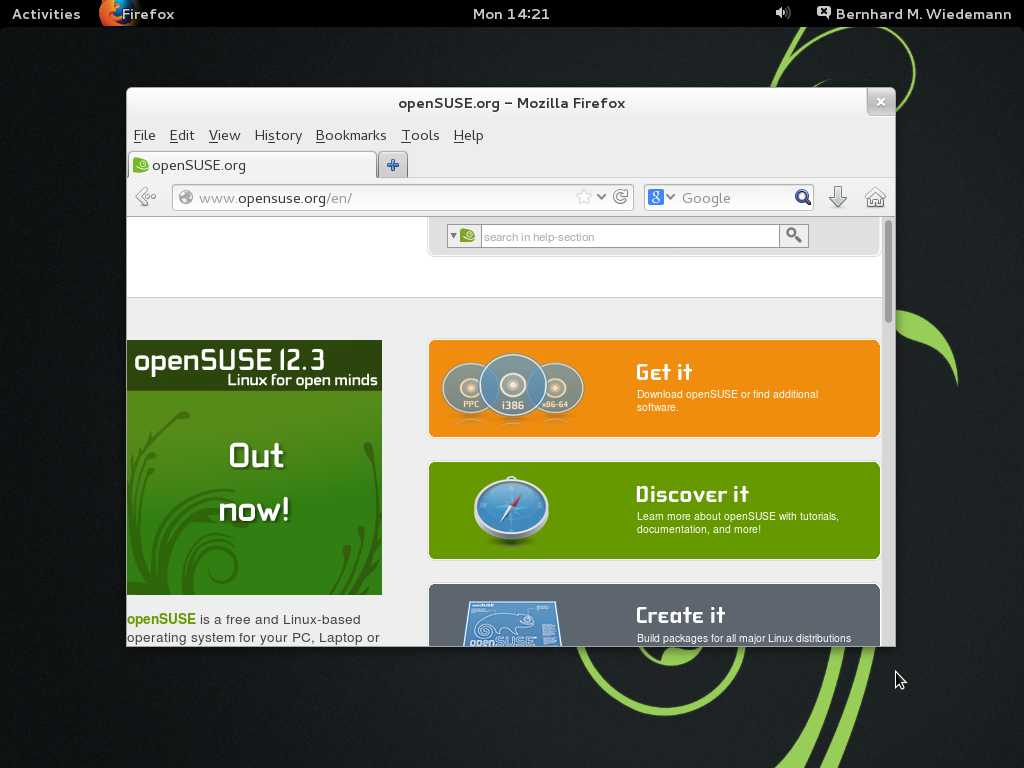 Activities Firefox Mon 14:21 Bernhard M. Wiedemann
openSUSE.org – Mozilla Firefox
File Edit View History Bookmarks Tools Help
openSUSE.org
www.opensuse.org/en/ 8 Google
search in help-section
openSUSE 12.3
Linux for open minds
Out
now!
openSUSE is a free and Linux-based
operating system for your PC, Laptop or
PPC i386 x86-64
Get it
Download openSUSE or find additional
software.
Discover it
Learn more about openSUSE with tutorials,
documentation, and more!
openSUSE
openSUSE
Create it
Build packages for all major Linux distributions